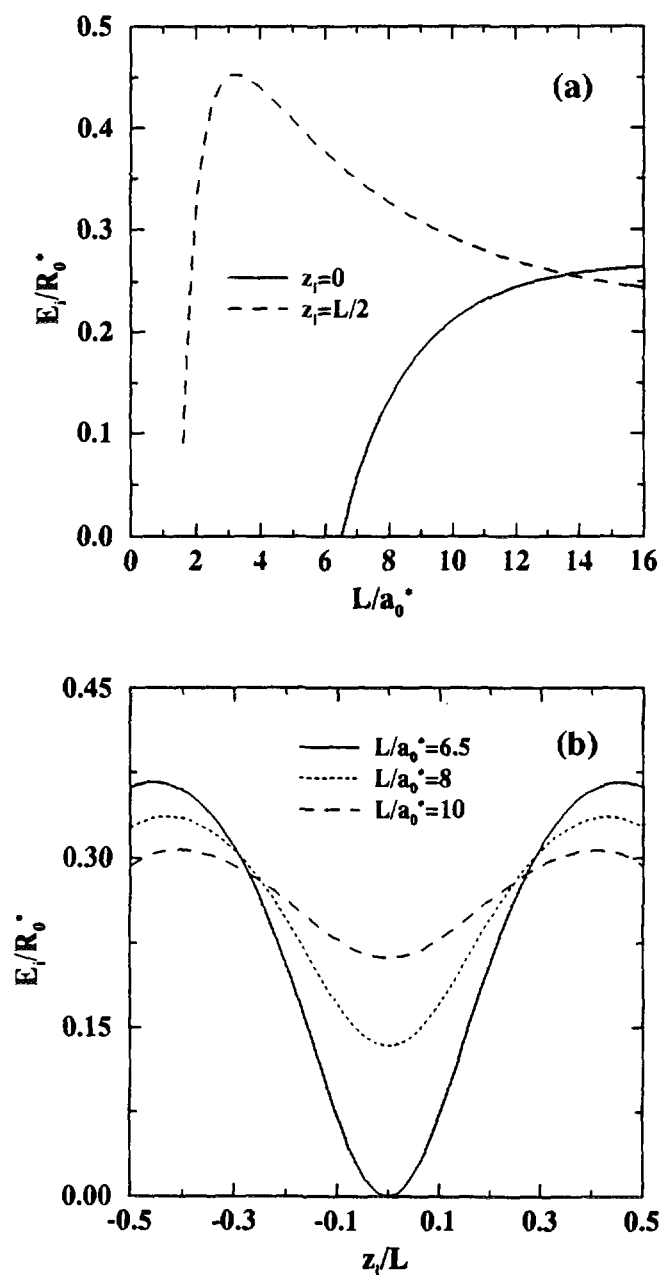 0.5
(a)
0.4
0.3
E_i/R_0^*
z_i=0
z_i=L/2
0.2
0.1
0.0
0 2 4 6 8 10 12 14 16
L/a_0^*
0.45
(b)
L/a_0^*=6.5
L/a_0^*=8
L/a_0^*=10
0.30
E_i/R_0^*
0.15
0.00
-0.5 -0.3 -0.1 0.1 0.3 0.5
z_i/L